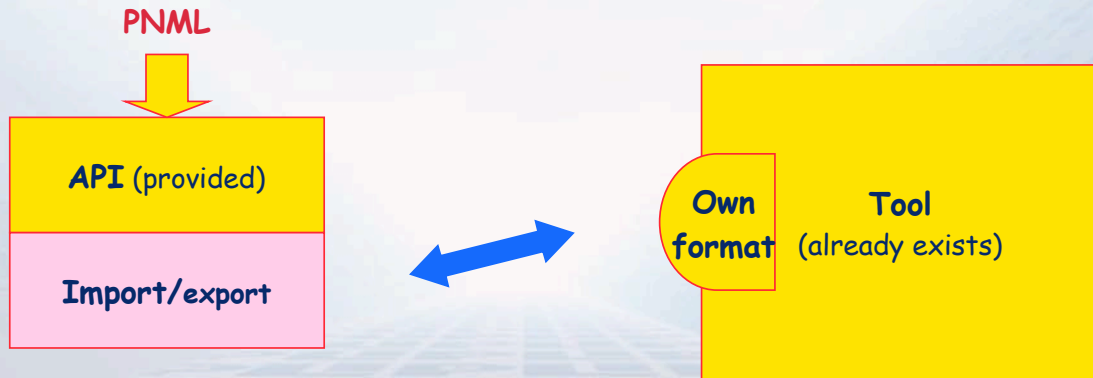 PNML
API (provided)
Import/export
Own
format
Tool
(already exists)